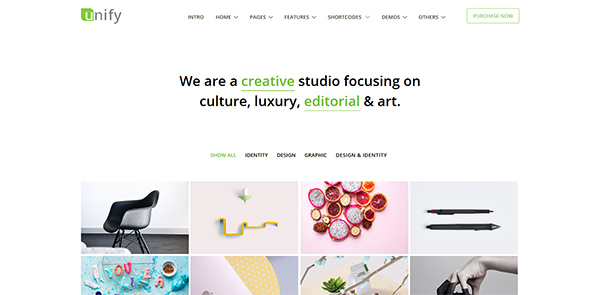 unify
INTRO HOME PAGES FEATURES SHORTCODES DEMOS OTHERS PURCHASE NOW
We are a creative studio focusing on
culture, luxury, editorial & art.
SHOW ALL IDENTITY DESIGN GRAPHIC DESIGN & IDENTITY